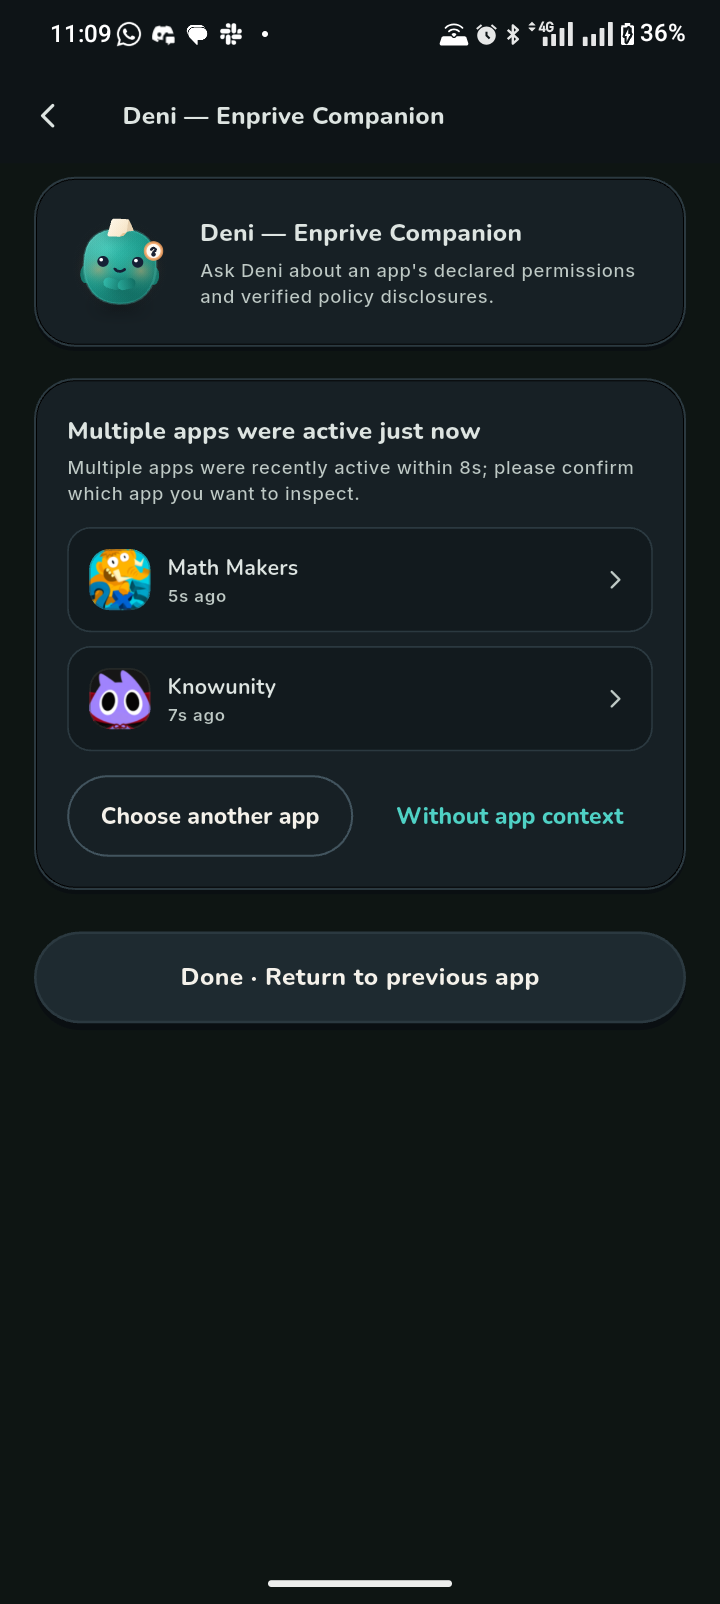 11:09
4G
36%
Deni — Enprive Companion
Deni — Enprive Companion
Ask Deni about an app's declared permissions
and verified policy disclosures.
Multiple apps were active just now
Multiple apps were recently active within 8s; please confirm
which app you want to inspect.
Math Makers
5s ago
Knowunity
7s ago
Choose another app
Without app context
Done · Return to previous app